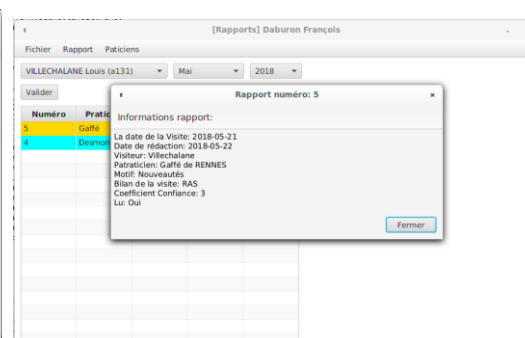 [Rapports] Daburon François
Fichier Rapport Paticiens
VILLECHALANE Louis (a131) Mai 2018
Valider
Rapport numéro: 5
Numéro Pratic
Informations rapport:
5 Gaffé
4 Desmon
La date de la Visite: 2018-05-21
Date de rédaction: 2018-05-22
Visiteur: Villechalane
Patraticien: Gaffé de RENNES
Motif: Nouveautés
Bilan de la visite: RAS
Coefficient Confiance: 3
Lu: Oui
Fermer